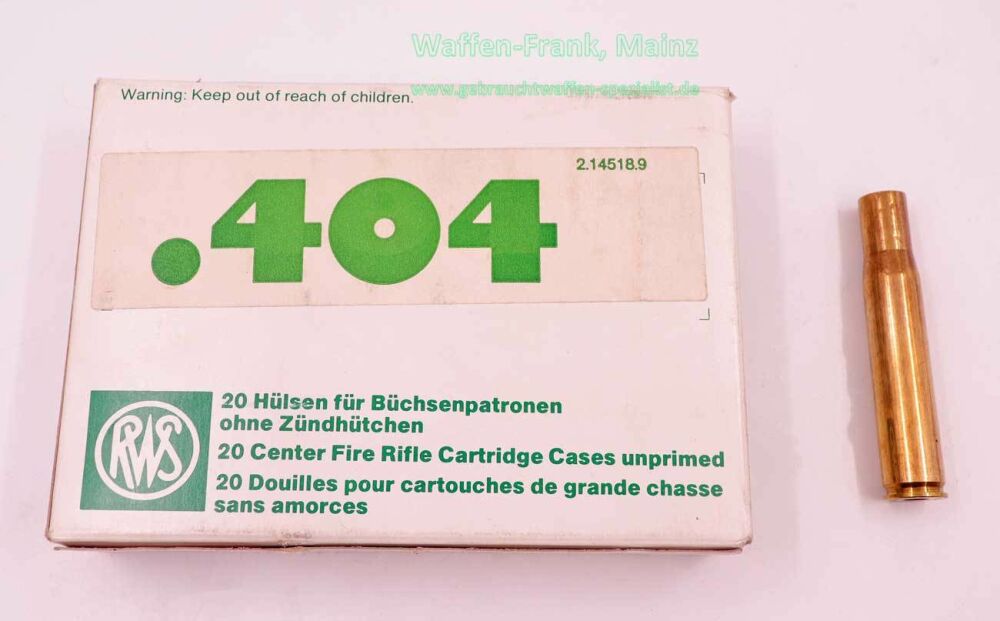 Waffen-Frank, Mainz
www.gebrauchtwaffen-spezialist.de
Warning: Keep out of reach of children.
2.14518.9
.404
RWS
20 Hülsen für Büchsenpatronen
ohne Zündhütchen
20 Center Fire Rifle Cartridge Cases unprimed
20 Douilles pour cartouches de grande chasse
sans amorces